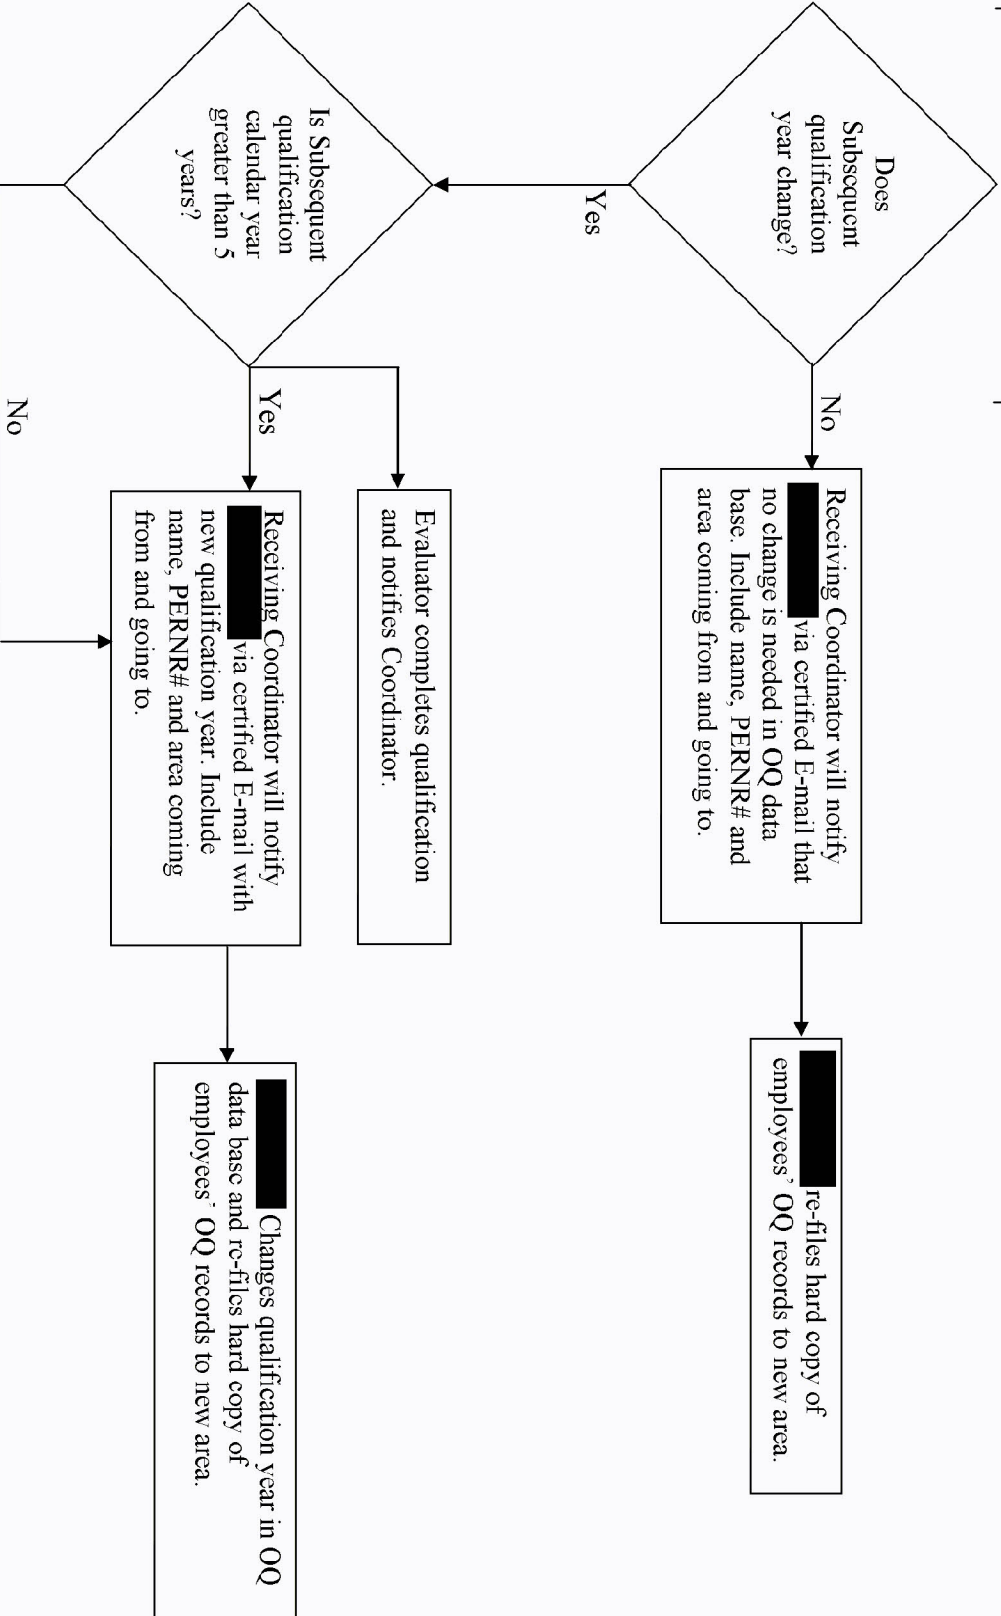 Does
Subsequent
qualification
year change?
No
Receiving Coordinator will notify
via certified E-mail that
no change is needed in OQ data
base. Include name, PERNR# and
area coming from and going to.
re-files hard copy of
employees' OQ records to new area.
Yes
Is Subsequent
qualification
calendar year
greater than 5
years?
Evaluator completes qualification
and notifies Coordinator.
Yes
Receiving Coordinator will notify
via certified E-mail with
new qualification year. Include
name, PERNR# and area coming
from and going to.
Changes qualification year in OQ
data base and re-files hard copy of
employees' OQ records to new area.
No